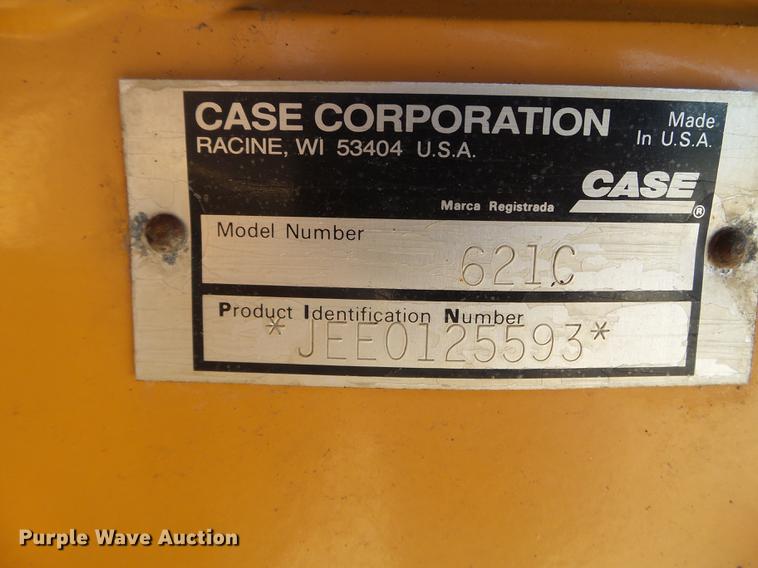 CASE CORPORATION
RACINE, WI 53404 U.S.A.
Made
In U.S.A.
CASE
Marca Registrada ®
Model Number
621C
Product Identification Number
*JEE0125593*
Purple Wave Auction